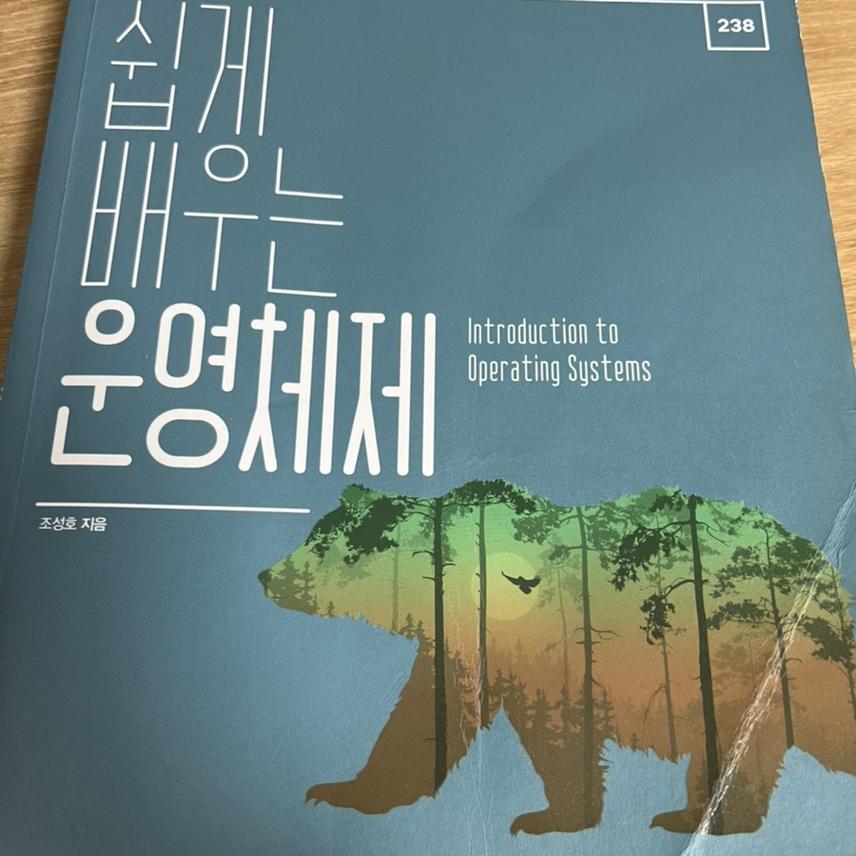 238
쉽게
배우는
운영체제
Introduction to
Operating Systems
조성호 지음